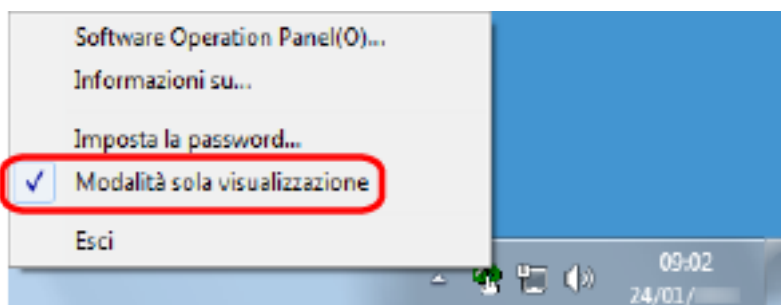 Software Operation Panel(O)...
Informazioni su...
Imposta la password...
Modalità sola visualizzazione
Esci
09:02
24/01/